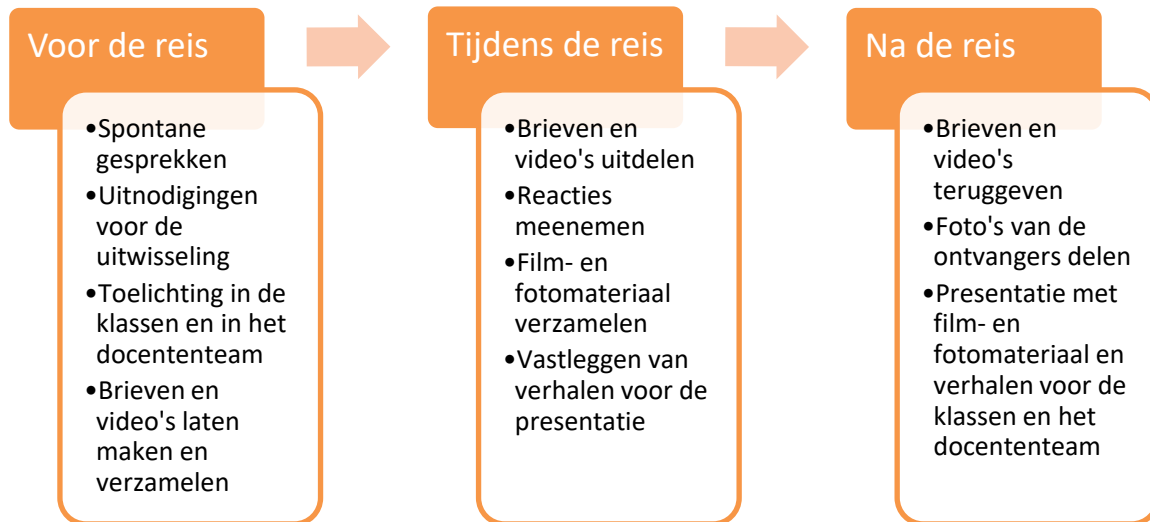 Voor de reis
•Spontane
gesprekken
•Uitnodigingen
voor de
uitwisseling
•Toelichting in de
klassen en in het
docententeam
•Brieven en
video's laten
maken en
verzamelen
Tijdens de reis
•Brieven en
video's uitdelen
•Reacties
meenemen
•Film- en
fotomateriaal
verzamelen
•Vastleggen van
verhalen voor de
presentatie
Na de reis
•Brieven en
video's
teruggeven
•Foto's van de
ontvangers delen
•Presentatie met
film- en
fotomateriaal en
verhalen voor de
klassen en het
docententeam